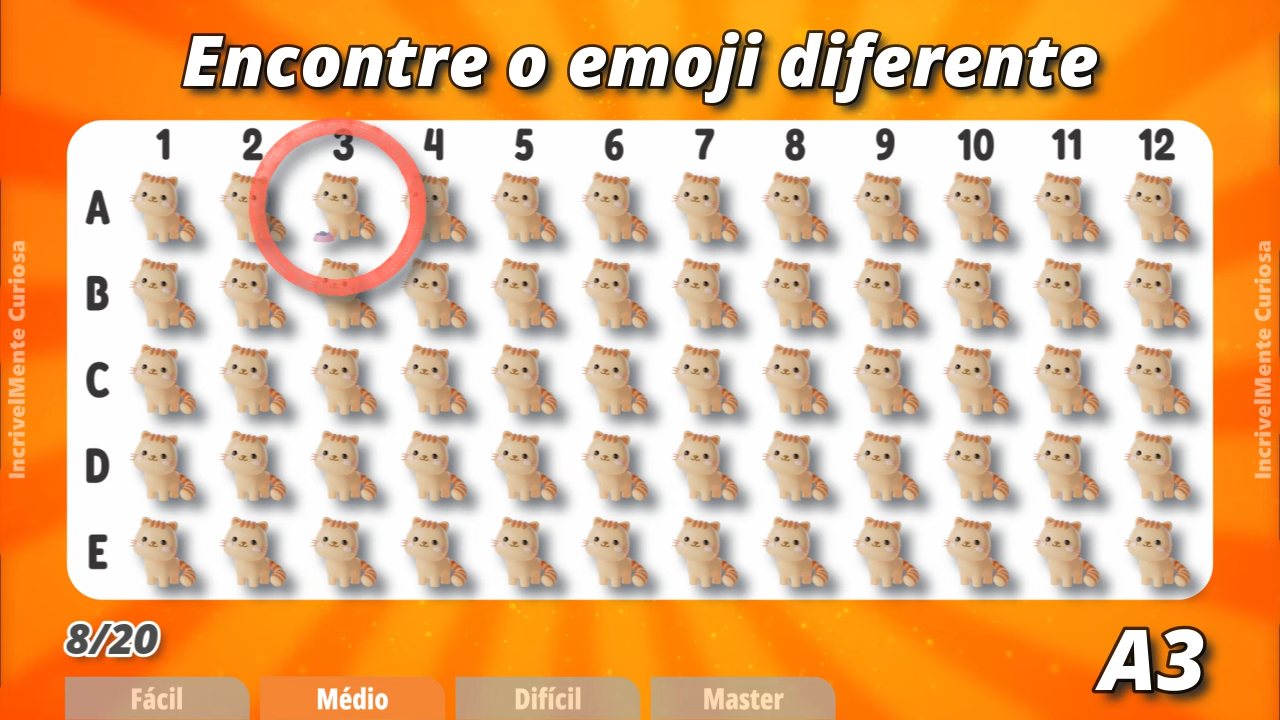 Encontre o emoji diferente
1 2 3 4 5 6 7 8 9 10 11 12
A
B
C
D
E
IncrivelMente Curiosa
IncrivelMente Curiosa
8/20
A3
Fácil Médio Difícil Master